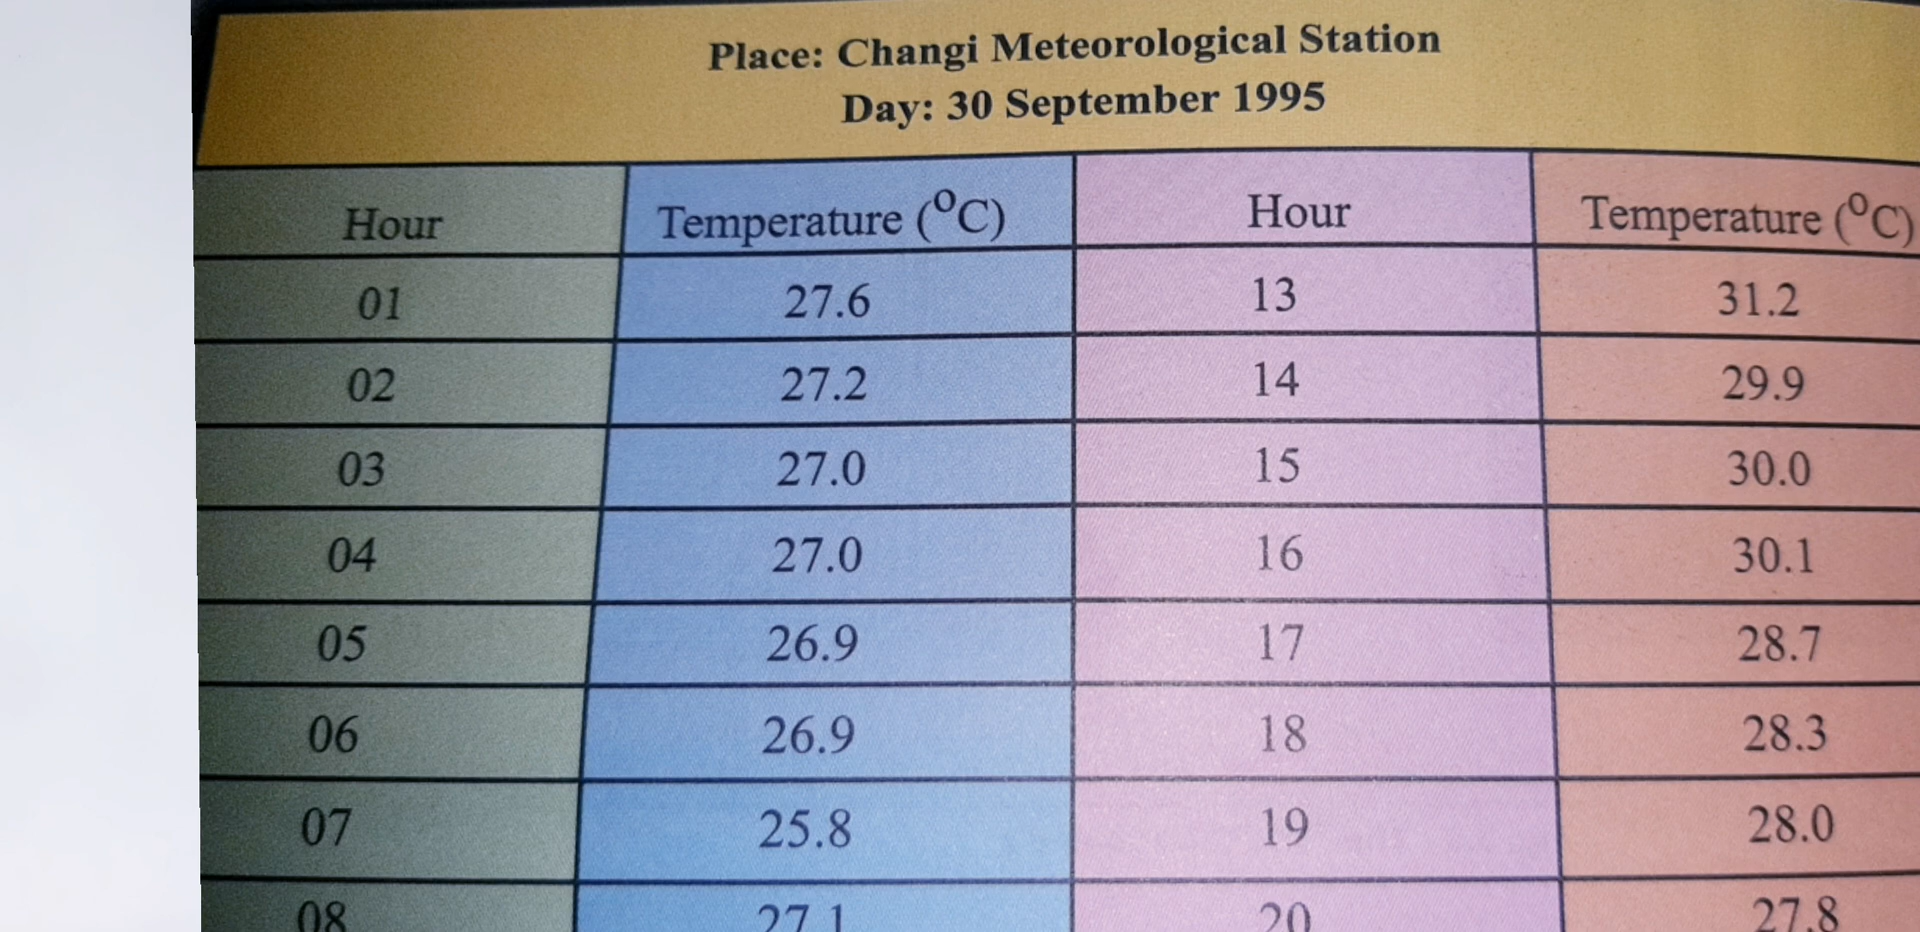 Place: Changi Meteorological Station
Day: 30 September 1995
Hour Temperature (⁰C) Hour Temperature (⁰C)
01 27.6 13 31.2
02 27.2 14 29.9
03 27.0 15 30.0
04 27.0 16 30.1
05 26.9 17 28.7
06 26.9 18 28.3
07 25.8 19 28.0
08 27.1 20 27.8